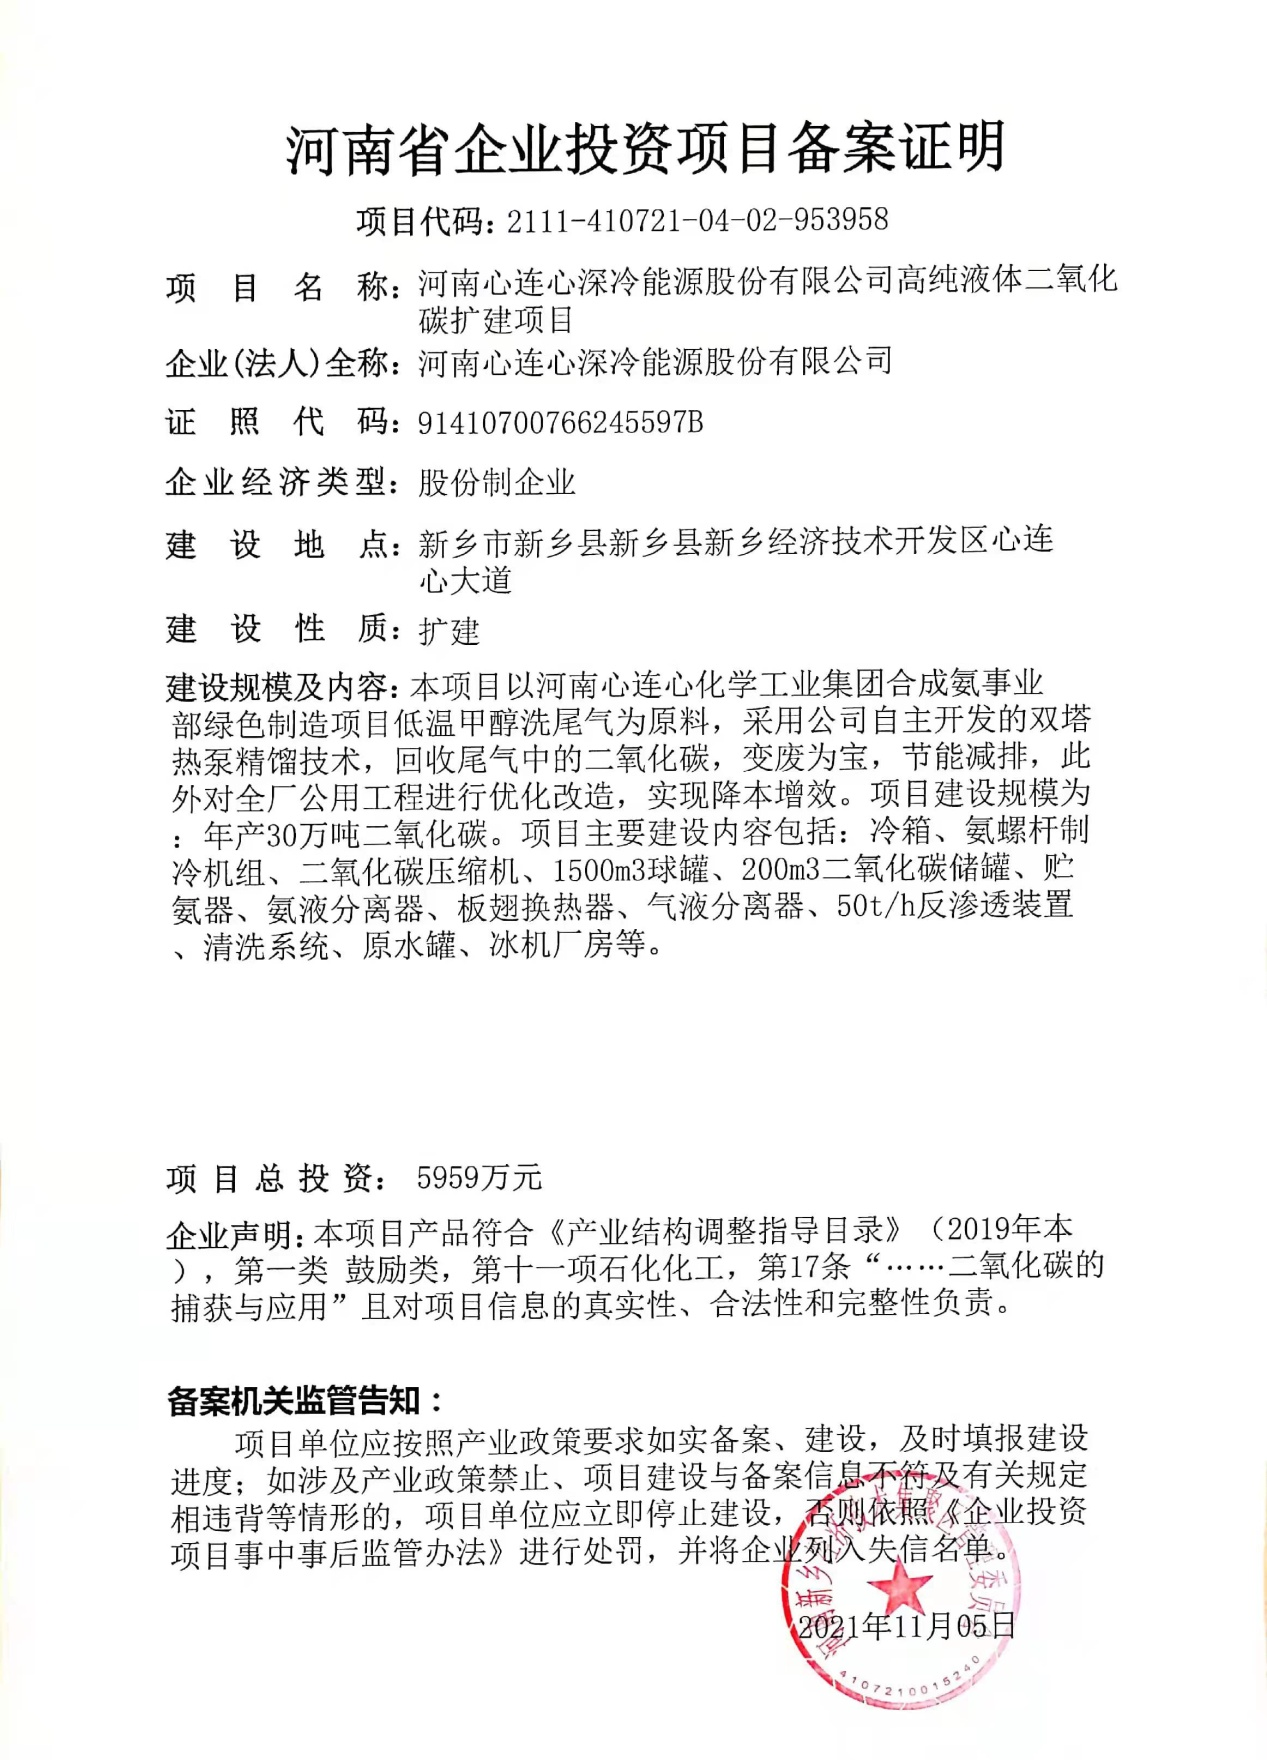 河南省企业投资项目备案证明
项目代码：2111-410721-04-02-953958
项目名称：河南心连心深冷能源股份有限公司高纯液体二氧化
碳扩建项目
企业(法人)全称：河南心连心深冷能源股份有限公司
证照代码：91410700766245597B
企业经济类型：股份制企业
建设地点：新乡市新乡县新乡县新乡经济技术开发区心连
心大道
建设性质：扩建
建设规模及内容：本项目以河南心连心化学工业集团合成氨事业
部绿色制造项目低温甲醇洗尾气为原料，采用公司自主开发的双塔
热泵精馏技术，回收尾气中的二氧化碳，变废为宝，节能减排，此
外对全厂公用工程进行优化改造，实现降本增效。项目建设规模为
：年产30万吨二氧化碳。项目主要建设内容包括：冷箱、氨螺杆制
冷机组、二氧化碳压缩机、1500m3球罐、200m3二氧化碳储罐、贮
氨器、氨液分离器、板翅换热器、气液分离器、50t/h反渗透装置
、清洗系统、原水罐、冰机厂房等。
项目总投资：5959万元
企业声明：本项目产品符合《产业结构调整指导目录》（2019年本
），第一类 鼓励类，第十一项石化化工，第17条“……二氧化碳的
捕获与应用”且对项目信息的真实性、合法性和完整性负责。
备案机关监管告知：
项目单位应按照产业政策要求如实备案、建设，及时填报建设
进度；如涉及产业政策禁止、项目建设与备案信息不符及有关规定
相违背等情形的，项目单位应立即停止建设，否则依照《企业投资
项目事中事后监管办法》进行处罚，并将企业列入失信名单。
2021年11月05日
4107210015240